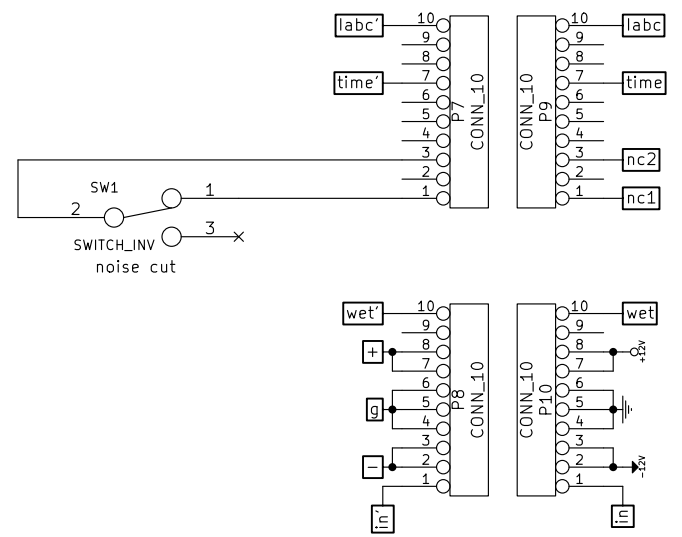 labc' 10 10 labc
9 9
8 8
time' 7 7 time
6 6
5 5
4 4
3 3 nc2
2 2
1 1 nc1
P7
CONN_10
CONN_10
P9
SW1
1
2
3
SWITCH_INV
noise cut
wet' 10 10 wet
9 9
+ 8 8 +12V
7 7
6 6
g 5 5
4 4
3 3
- 2 2 -12V
1 1
in' in
P8
CONN_10
CONN_10
P10